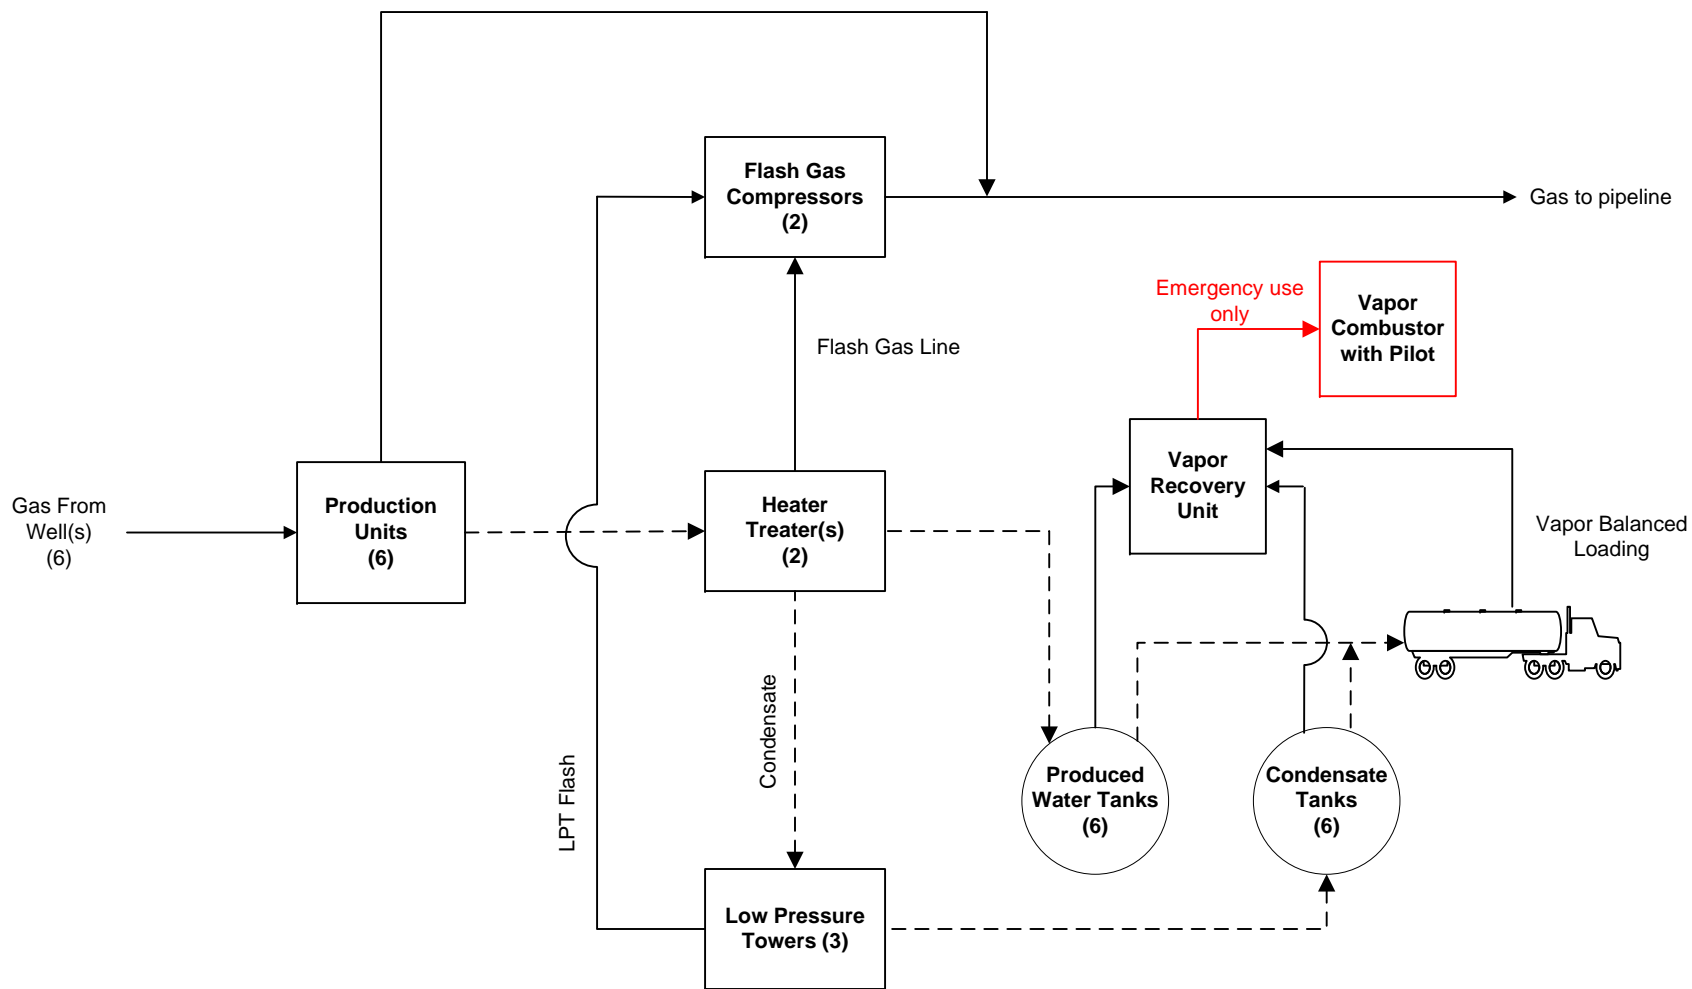 Flash Gas
Compressors
(2)
Gas to pipeline
Emergency use
only
Vapor
Combustor
with Pilot
Flash Gas Line
Gas From
Well(s)
(6)
Production
Units
(6)
Heater
Treater(s)
(2)
Vapor
Recovery
Unit
Vapor Balanced
Loading
Condensate
LPT Flash
Produced
Water Tanks
(6)
Condensate
Tanks
(6)
Low Pressure
Towers (3)